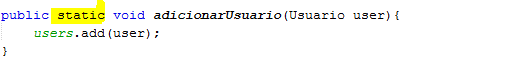 public static void adicionarUsuario(Usuario user){
users.add(user);
}